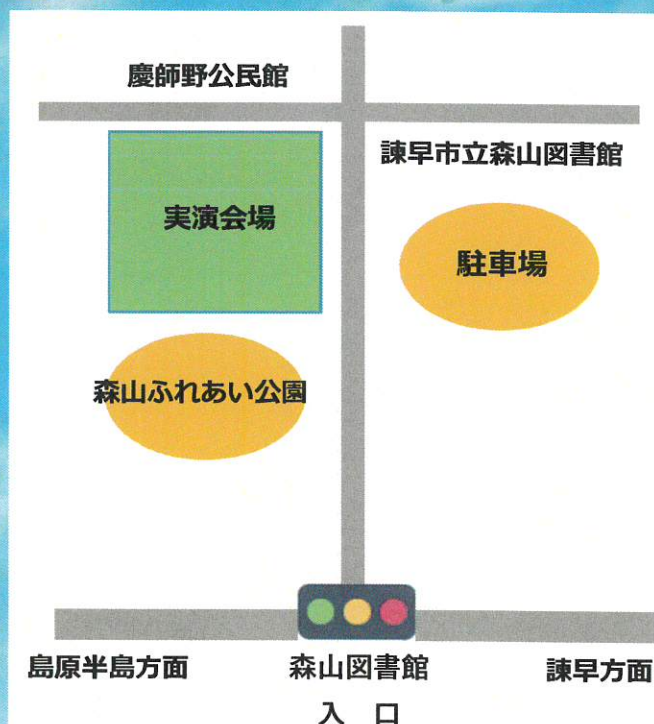 慶師野公民館
諫早市立森山図書館
実演会場
駐車場
森山ふれあい公園
島原半島方面
森山図書館
諫早方面
入 口